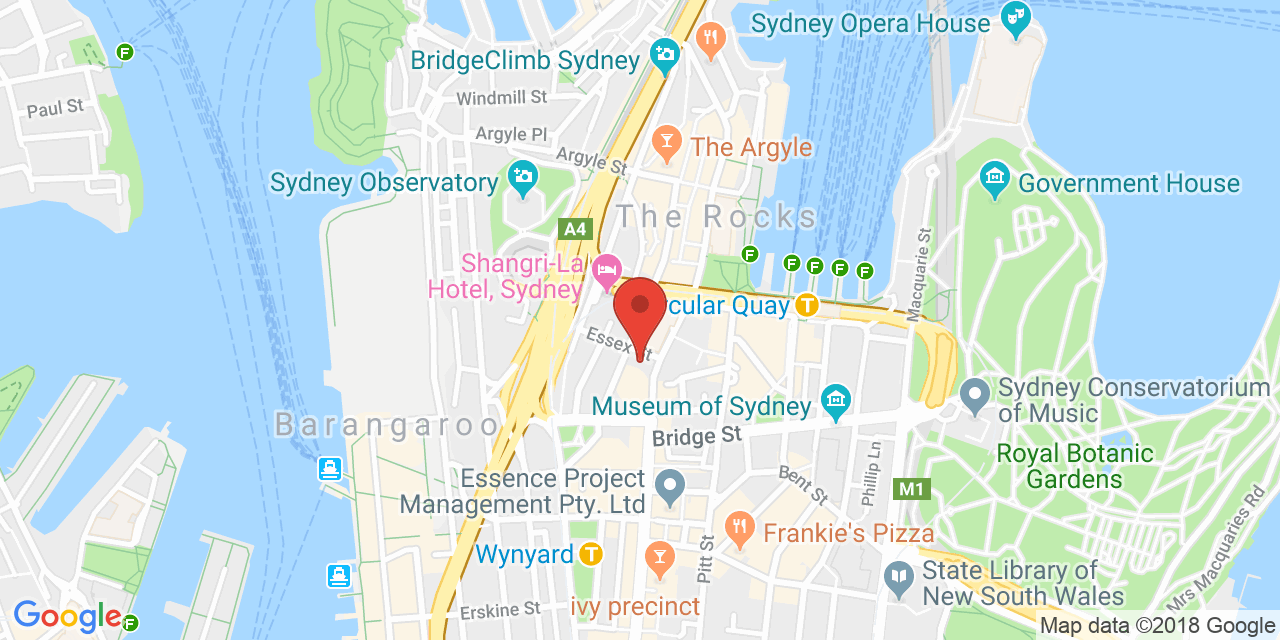 Sydney Opera House
BridgeClimb Sydney
Windmill St
Paul St
Argyle Pl
The Argyle
Argyle St
Sydney Observatory
Government House
The Rocks
A4
Shangri-La
Hotel, Sydney
F
F
F
F
F
F
Macquarie St
cular Quay
T
Essex St
Sydney Conservatorium
of Music
Museum of Sydney
Barangaroo
Bridge St
Royal Botanic
Gardens
Essence Project
Management Pty. Ltd
Bent St
Phillip Ln
M1
Frankie's Pizza
Wynyard
T
Pitt St
State Library of
New South Wales
Mrs Macquaries Rd
ivy precinct
Erskine St
Google
F
Map data ©2018 Google